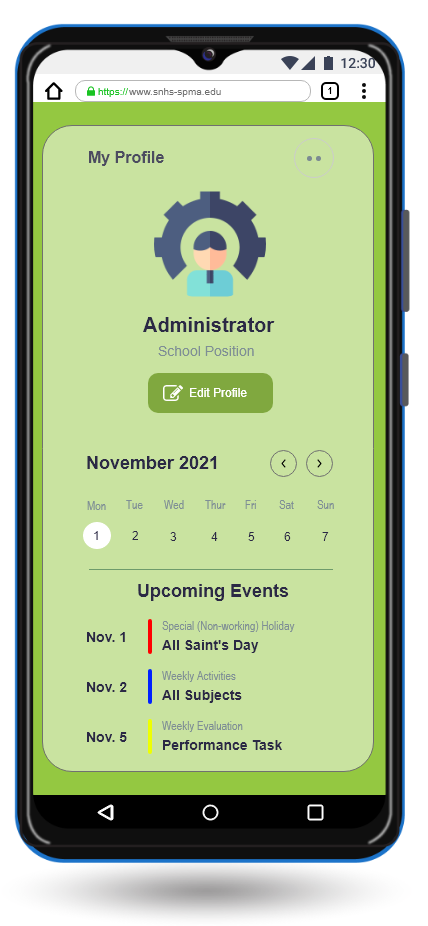 12:30
https://www.snhs-spma.edu
1
My Profile
Administrator
School Position
Edit Profile
November 2021
Mon Tue Wed Thur Fri Sat Sun
1 2 3 4 5 6 7
Upcoming Events
Special (Non-working) Holiday
Nov. 1 All Saint's Day
Weekly Activities
Nov. 2 All Subjects
Weekly Evaluation
Nov. 5 Performance Task